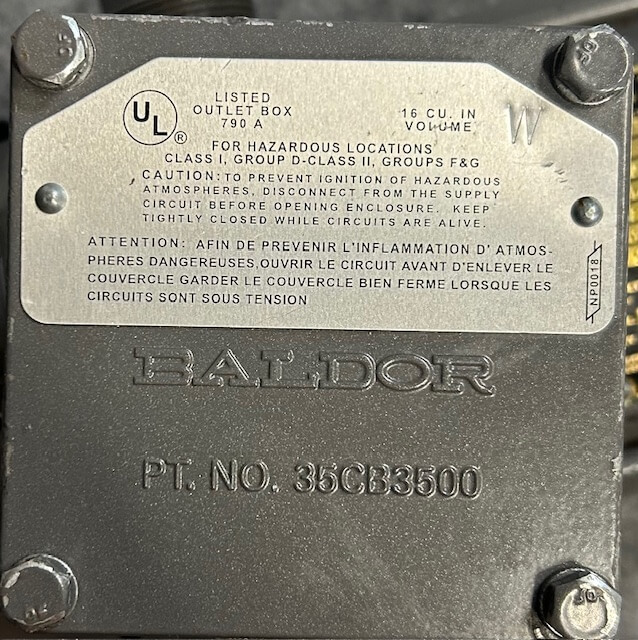 UL ®
LISTED
OUTLET BOX
790 A
16 CU. IN
VOLUME
W
FOR HAZARDOUS LOCATIONS
CLASS I, GROUP D-CLASS II, GROUPS F&G
CAUTION: TO PREVENT IGNITION OF HAZARDOUS
ATMOSPHERES, DISCONNECT FROM THE SUPPLY
CIRCUIT BEFORE OPENING ENCLOSURE. KEEP
TIGHTLY CLOSED WHILE CIRCUITS ARE ALIVE.
ATTENTION: AFIN DE PREVENIR L'INFLAMMATION D' ATMOS-
PHERES DANGEREUSES,OUVRIR LE CIRCUIT AVANT D'ENLEVER LE
COUVERCLE GARDER LE COUVERCLE BIEN FERME LORSQUE LES
CIRCUITS SONT SOUS TENSION
NP0018
BALDOR
PT. NO. 35CB3500